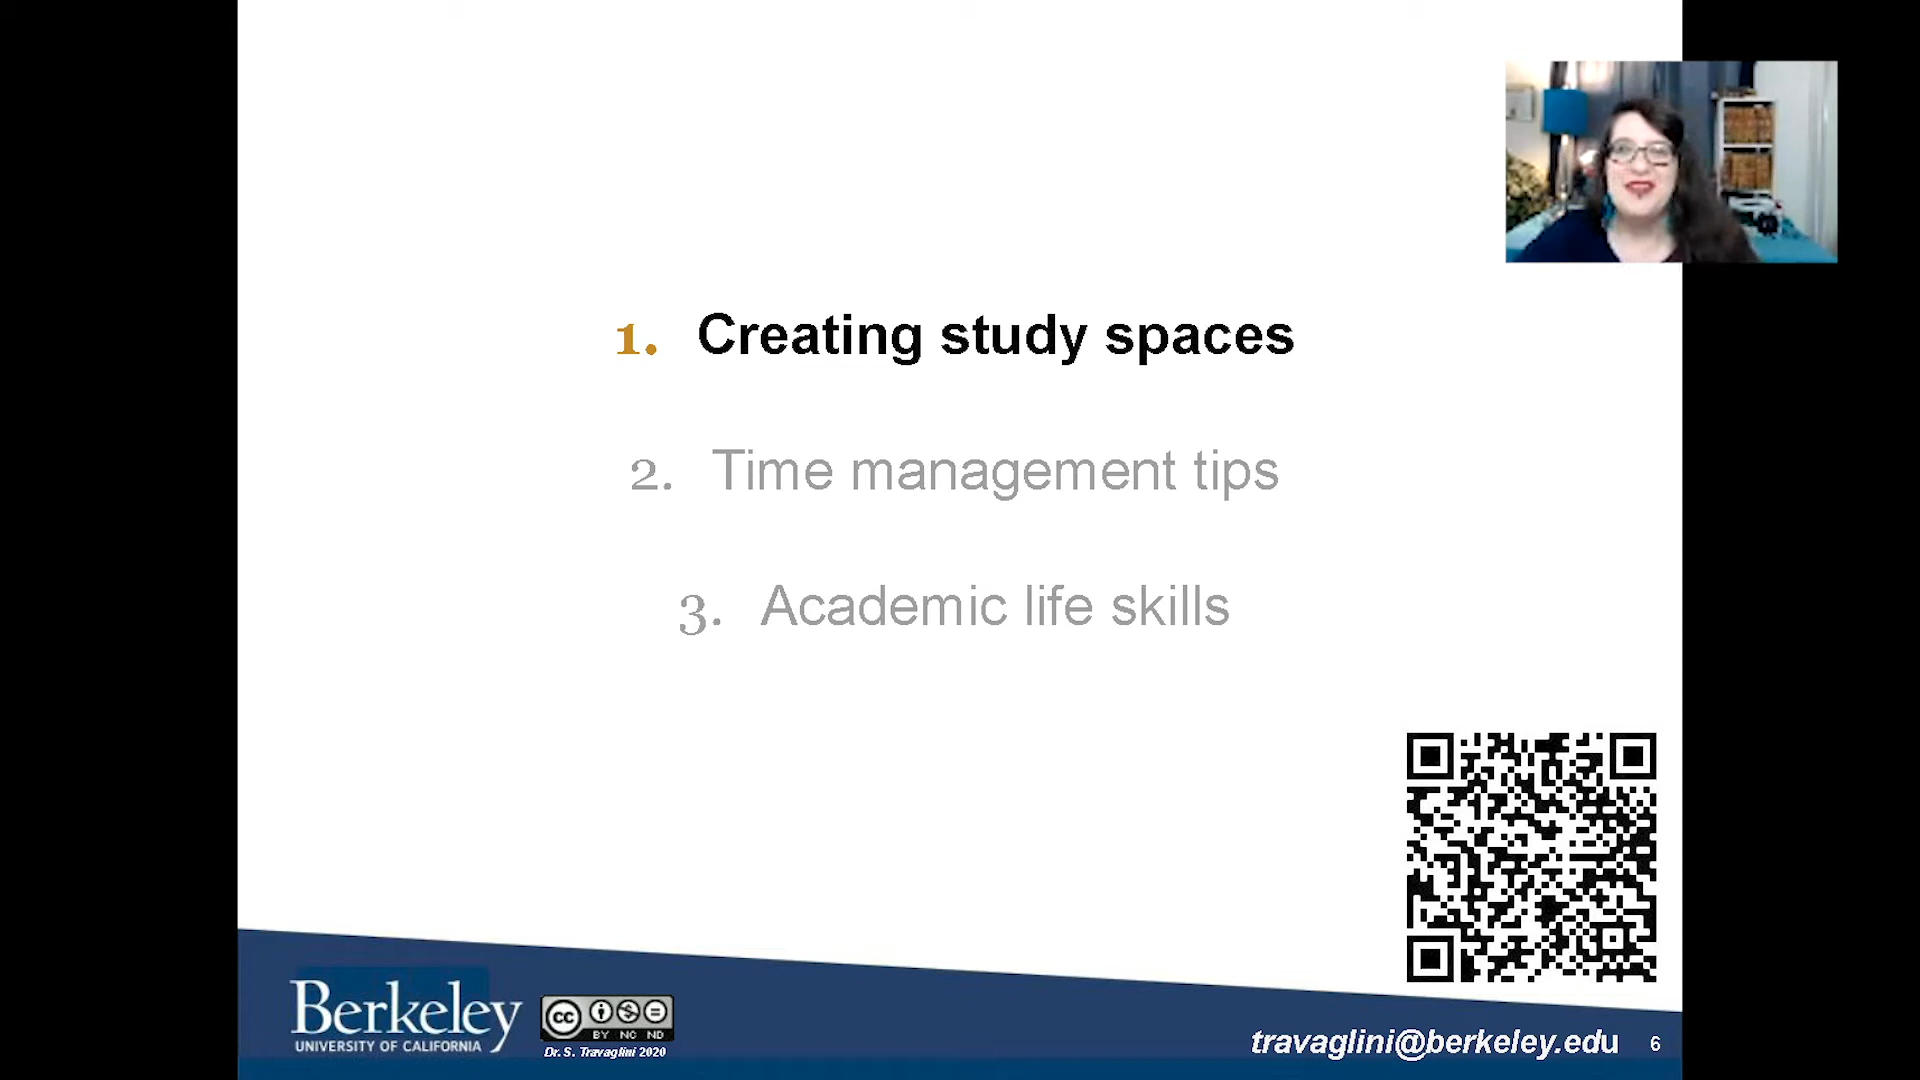 1. Creating study spaces
2. Time management tips
3. Academic life skills
Berkeley
UNIVERSITY OF CALIFORNIA
cc
BY NC ND
Dr. S. Travaglini 2020
travaglini@berkeley.edu
6